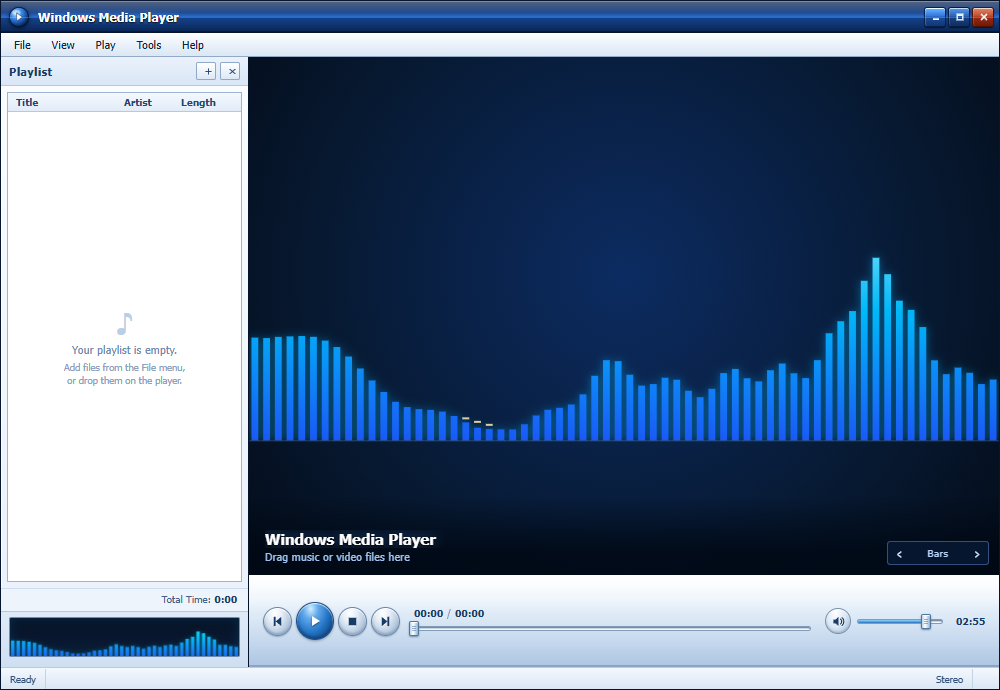 Windows Media Player
File View Play Tools Help
Playlist
Title Artist Length
Your playlist is empty.
Add files from the File menu,
or drop them on the player.
Total Time: 0:00
Windows Media Player
Drag music or video files here
Bars
00:00 / 00:00
02:55
Ready
Stereo